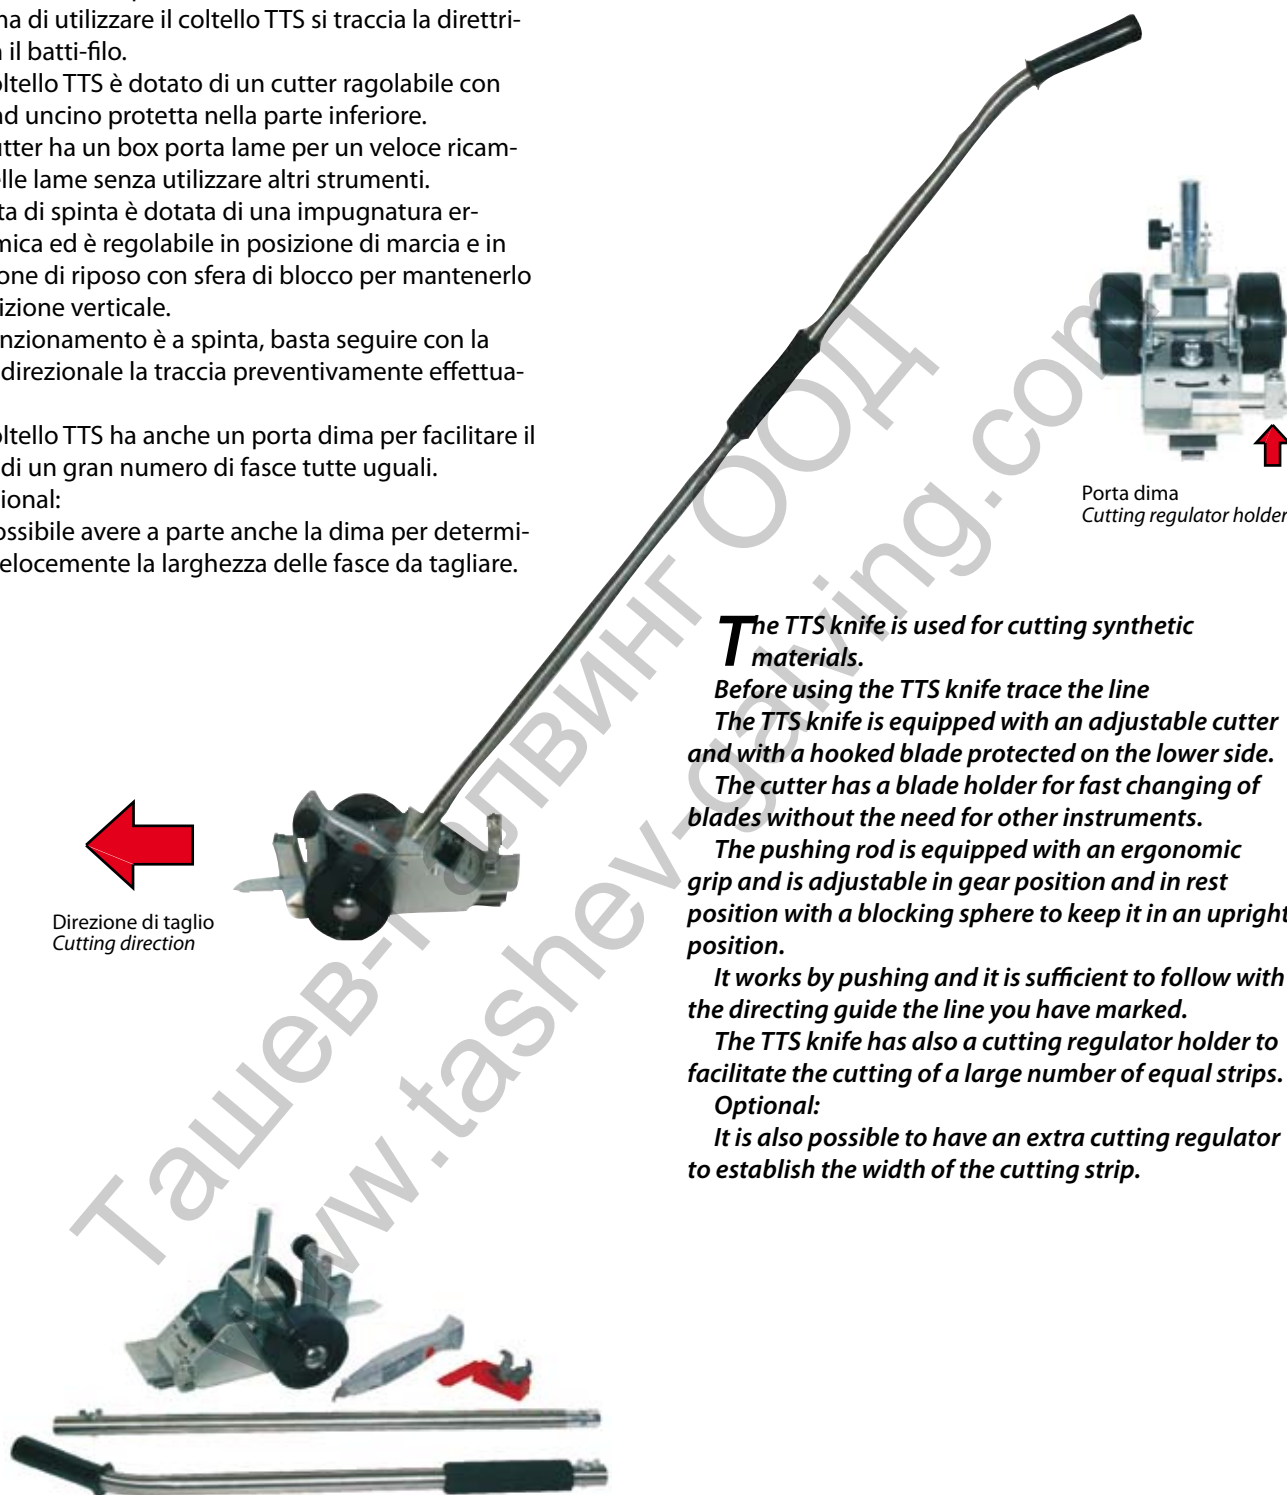 na di utilizzare il coltello TTS si traccia la direttri-
il batti-filo.
oltello TTS è dotato di un cutter ragolabile con
ad uncino protetta nella parte inferiore.
utter ha un box porta lame per un veloce ricam-
elle lame senza utilizzare altri strumenti.
ta di spinta è dotata di una impugnatura er-
mica ed è regolabile in posizione di marcia e in
one di riposo con sfera di blocco per mantenerlo
izione verticale.
nzionamento è a spinta, basta seguire con la
direzionale la traccia preventivamente effettua-
oltello TTS ha anche un porta dima per facilitare il
di un gran numero di fasce tutte uguali.
ional:
ossibile avere a parte anche la dima per determi-
elocemente la larghezza delle fasce da tagliare.
- +
Porta dima
Cutting regulator holder
The TTS knife is used for cutting synthetic
materials.
Before using the TTS knife trace the line
The TTS knife is equipped with an adjustable cutter
and with a hooked blade protected on the lower side.
The cutter has a blade holder for fast changing of
blades without the need for other instruments.
The pushing rod is equipped with an ergonomic
grip and is adjustable in gear position and in rest
position with a blocking sphere to keep it in an upright
position.
It works by pushing and it is sufficient to follow with
the directing guide the line you have marked.
The TTS knife has also a cutting regulator holder to
facilitate the cutting of a large number of equal strips.
Optional:
It is also possible to have an extra cutting regulator
to establish the width of the cutting strip.
Direzione di taglio
Cutting direction
Ташев-Галвинг ООД
www.tashev-galving.com